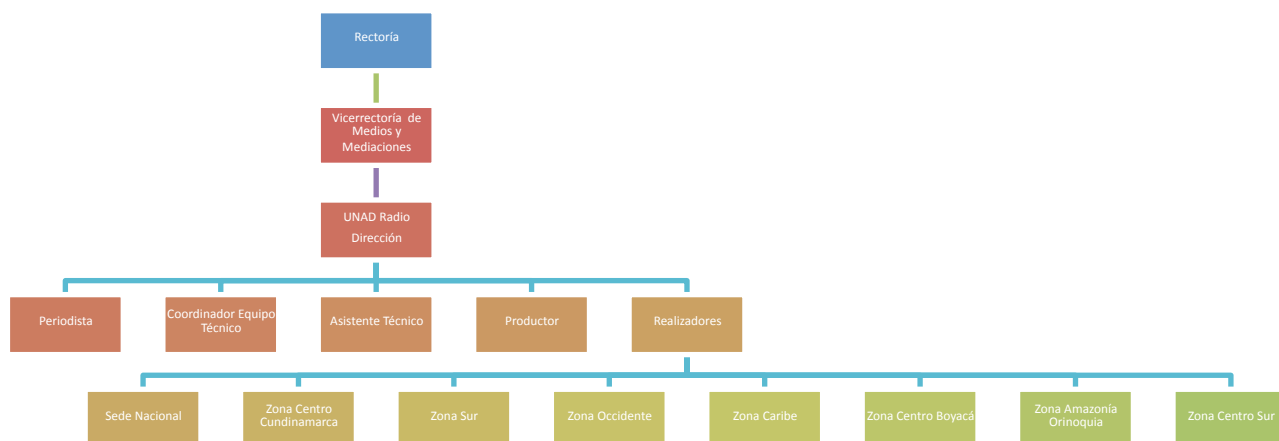 Rectoría
Vicerrectoría de
Medios y
Mediaciones
UNAD Radio
Dirección
Periodista
Coordinador Equipo
Técnico
Asistente Técnico
Productor
Realizadores
Sede Nacional
Zona Centro
Cundinamarca
Zona Sur
Zona Occidente
Zona Caribe
Zona Centro Boyacá
Zona Amazonía
Orinoquia
Zona Centro Sur